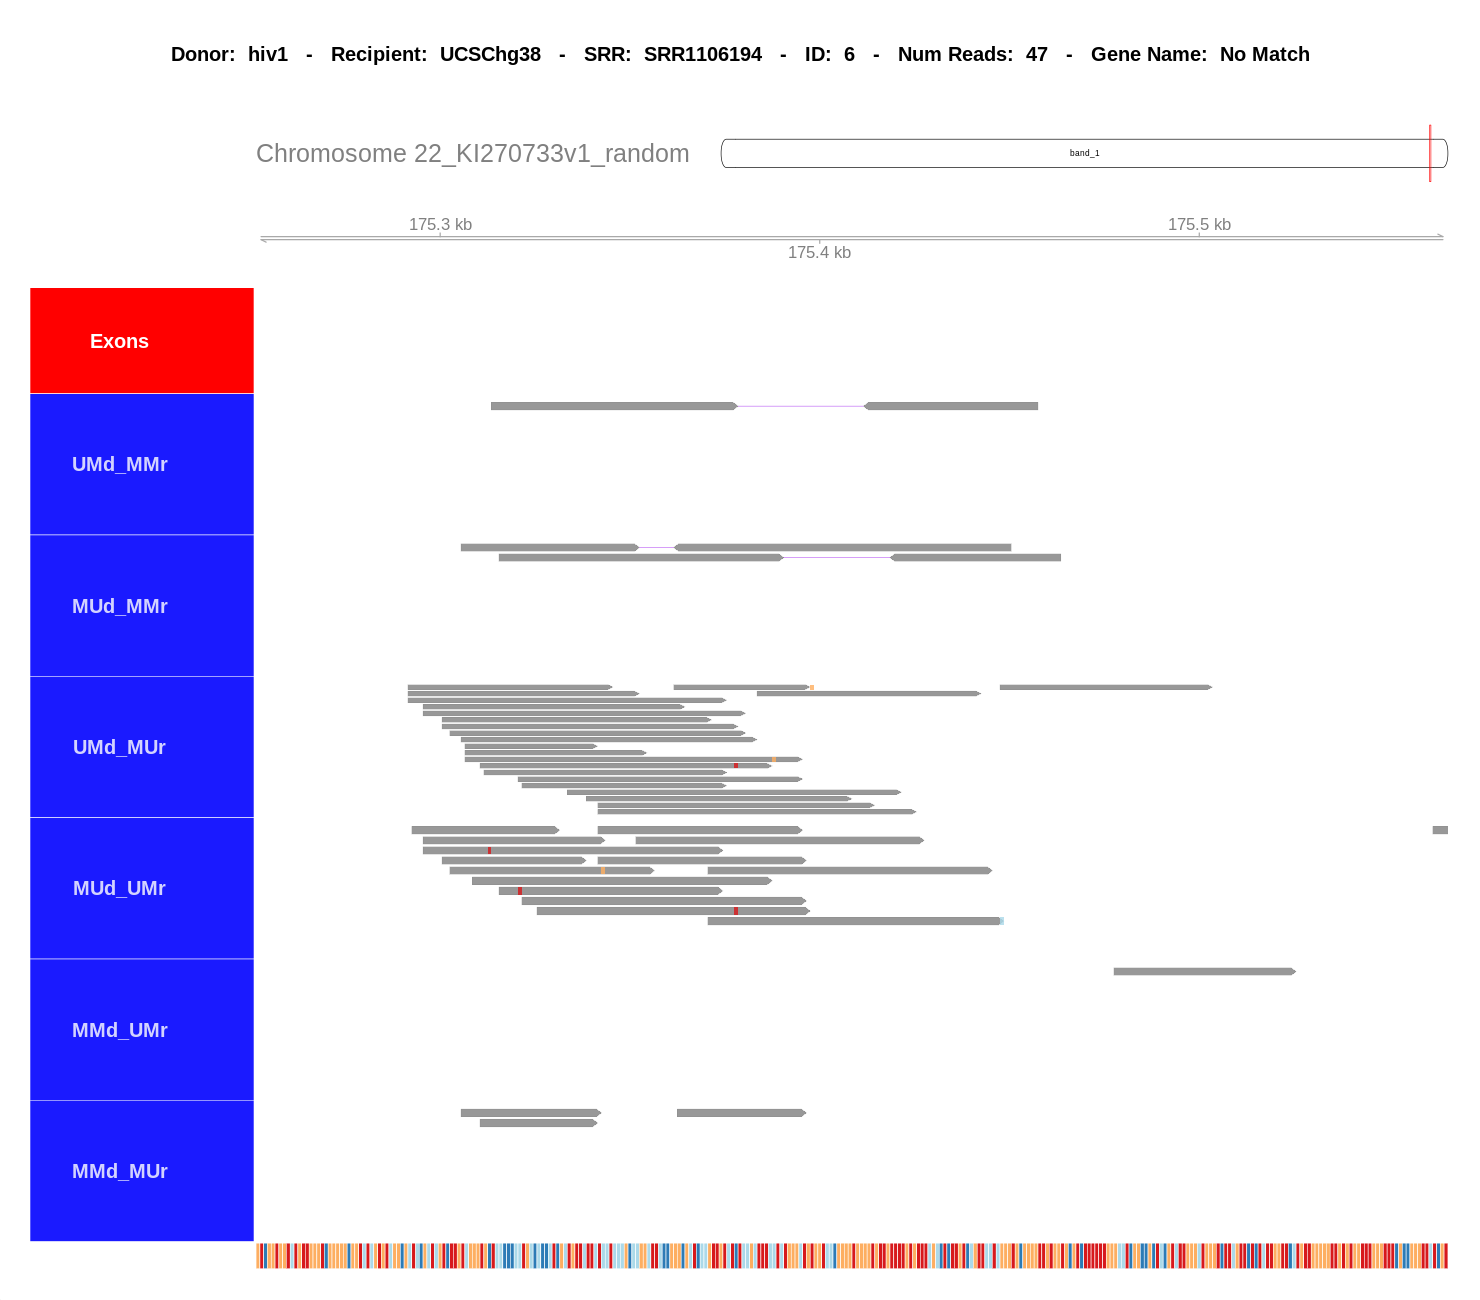 Donor: hiv1 - Recipient: UCSChg38 - SRR: SRR1106194 - ID: 6 - Num Reads: 47 - Gene Name: No Match
Chromosome 22_KI270733v1_random
band_1
175.3 kb
175.5 kb
175.4 kb
Exons
UMd_MMr
MUd_MMr
UMd_MUr
MUd_UMr
MMd_UMr
MMd_MUr